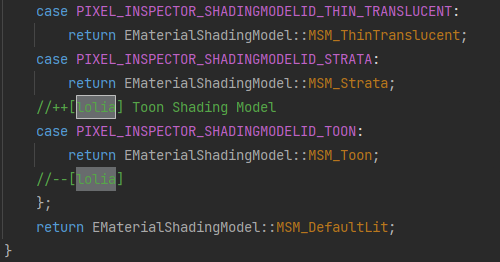 case PIXEL_INSPECTOR_SHADINGMODELID_THIN_TRANSLUCENT:
return EMaterialShadingModel::MSM_ThinTranslucent;
case PIXEL_INSPECTOR_SHADINGMODELID_STRATA:
return EMaterialShadingModel::MSM_Strata;
//++[lolia] Toon Shading Model
case PIXEL_INSPECTOR_SHADINGMODELID_TOON:
return EMaterialShadingModel::MSM_Toon;
//--[lolia]
};
return EMaterialShadingModel::MSM_DefaultLit;
}